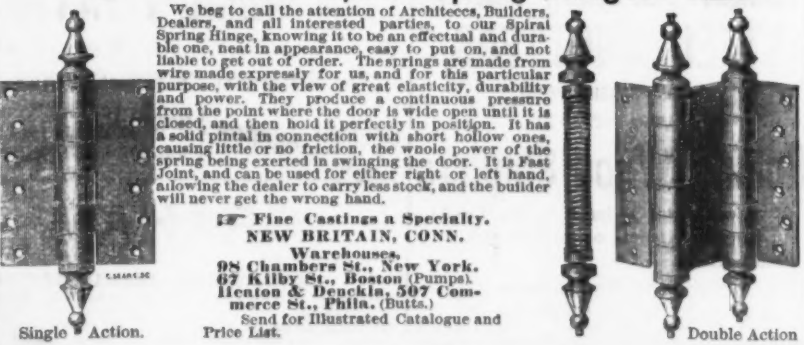 We beg to call the attention of Architects, Builders,
Dealers, and all interested parties, to our Spiral
Spring Hinge, knowing it to be an effectual and dura-
ble one, neat in appearance, easy to put on, and not
liable to get out of order. The springs are made from
wire made expressly for us, and for this particular
purpose, with the view of great elasticity, durability
and power. They produce a continuous pressure
from the point where the door is wide open until it is
closed, and then hold it perfectly in position. It has
a solid pintal in connection with short hollow ones,
causing little or no friction, the whole power of the
spring being exerted in swinging the door. It is Fast
Joint, and can be used for either right or left hand,
allowing the dealer to carry less stock, and the builder
will never get the wrong hand.
☞ Fine Castings a Specialty.
NEW BRITAIN, CONN.
Warehouses,
98 Chambers St., New York.
67 Kilby St., Boston (Pumps).
Henton & Denckla, 507 Com-
merce St., Phila. (Butts.)
Send for Illustrated Catalogue and
Price List.
Single Action.
Double Action